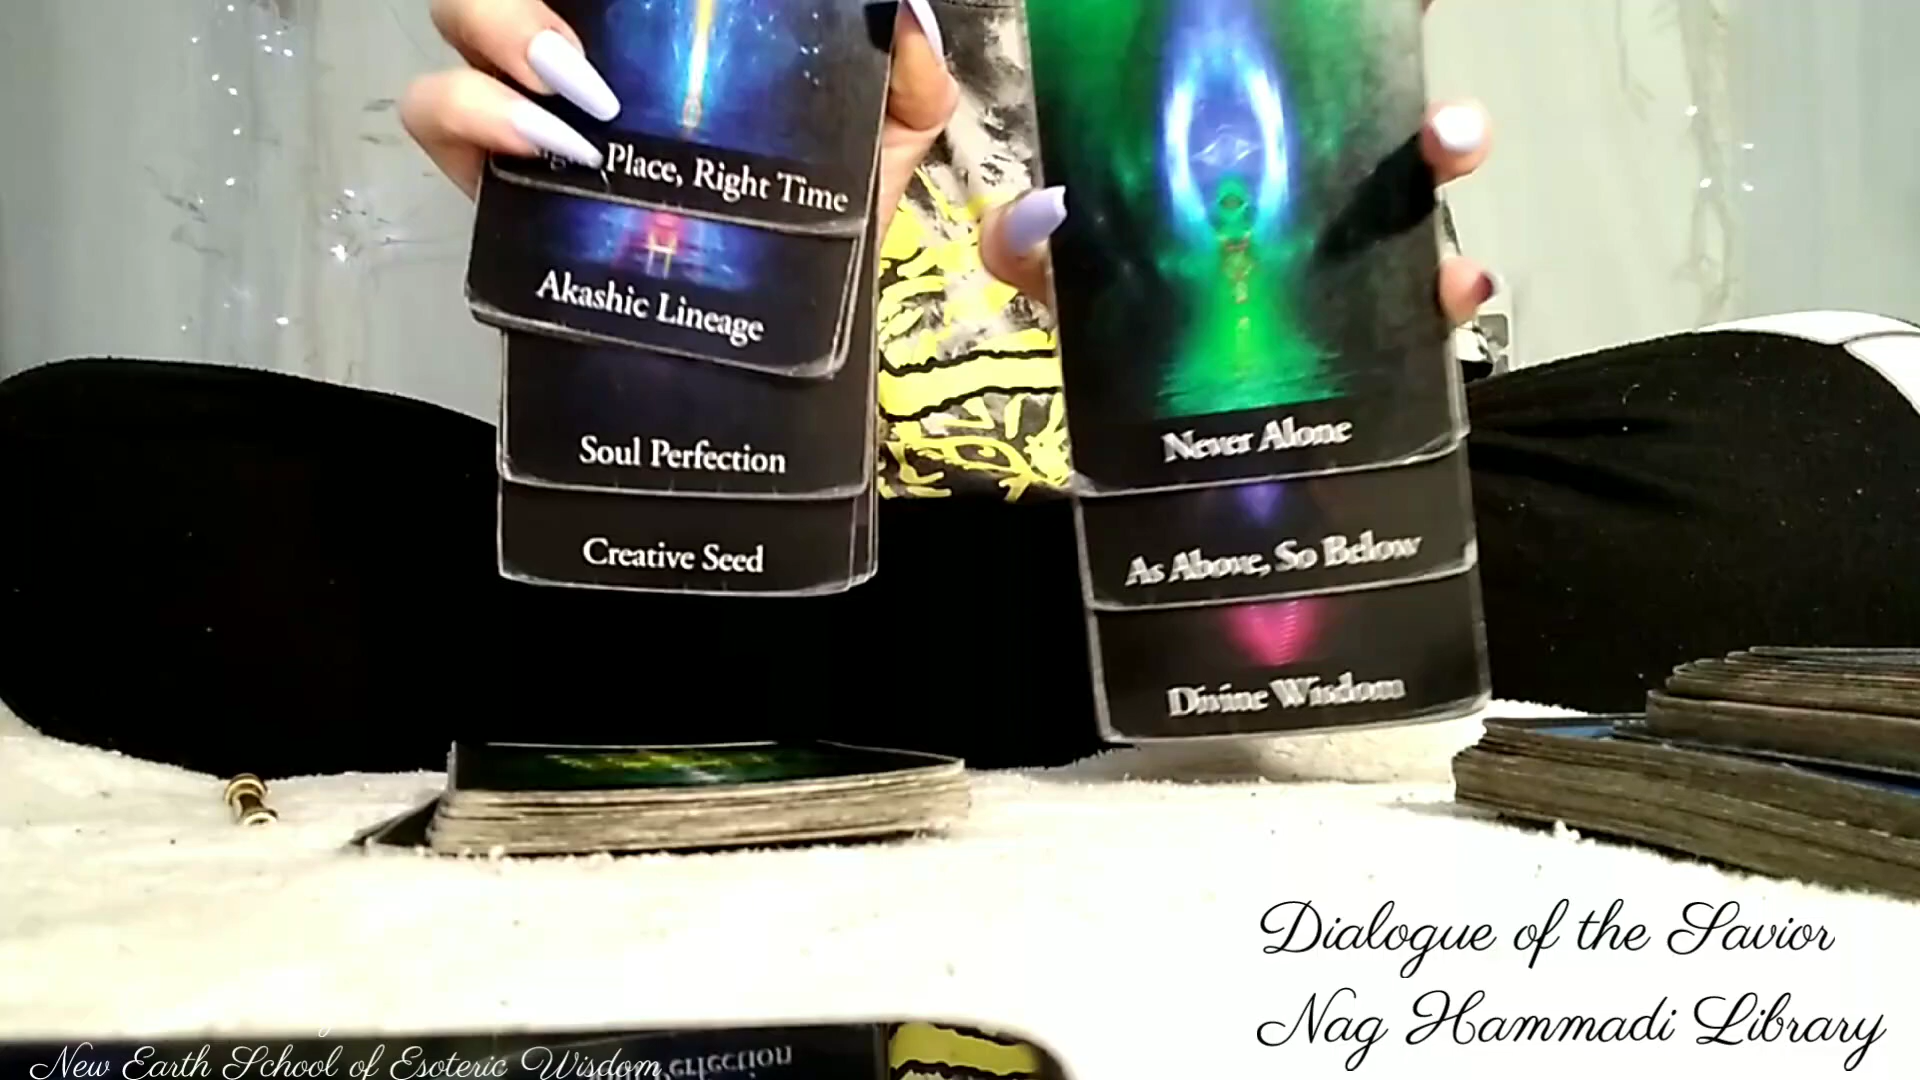 Place, Right Time
Akashic Lineage
Soul Perfection
Creative Seed
Never Alone
As Above, So Below
Divine Wisdom
Dialogue of the Savior
Nag Hammadi Library
New Earth School of Esoteric Wisdom